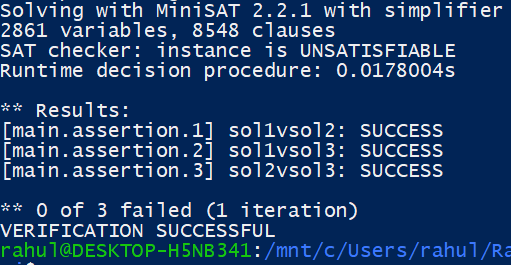 Solving with MiniSAT 2.2.1 with simplifier
2861 variables, 8548 clauses
SAT checker: instance is UNSATISFIABLE
Runtime decision procedure: 0.0178004s
** Results:
[main.assertion.1] sol1vsol2: SUCCESS
[main.assertion.2] sol1vsol3: SUCCESS
[main.assertion.3] sol2vsol3: SUCCESS
** 0 of 3 failed (1 iteration)
VERIFICATION SUCCESSFUL
rahul@DESKTOP-H5NB341:/mnt/c/Users/rahul/Ra